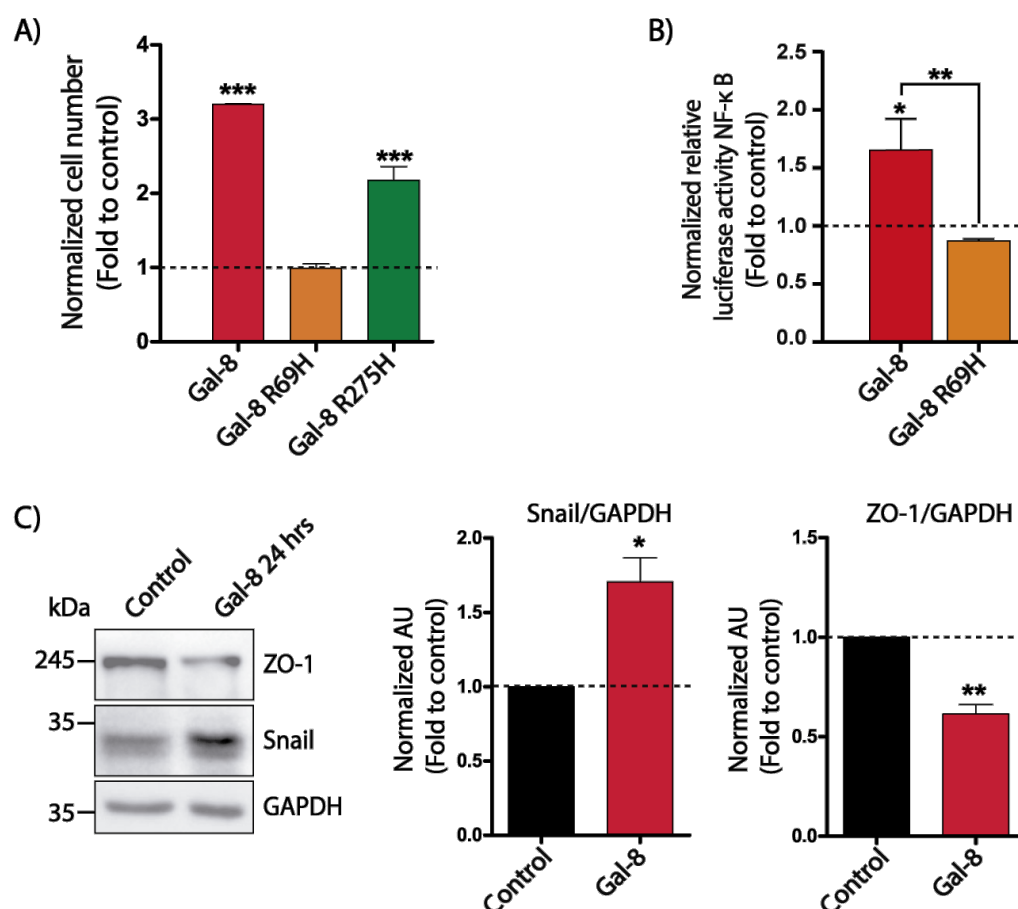 A)
Normalized cell number
(Fold to control)
4
3
2
1
0
***
***
Gal-8
Gal-8 R69H
Gal-8 R275H
B)
Normalized relative
luciferase activity NF-κ B
(Fold to control)
2.5
2.0
1.5
1.0
0.5
0.0
*
**
Gal-8
Gal-8 R69H
C)
kDa
Control
Gal-8 24 hrs
245
ZO-1
35
Snail
35
GAPDH
Snail/GAPDH
Normalized AU
(Fold to control)
2.0
1.5
1.0
0.5
0.0
*
Control
Gal-8
ZO-1/GAPDH
Normalized AU
(Fold to control)
1.5
1.0
0.5
0.0
**
Control
Gal-8